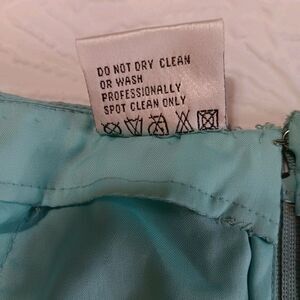 DO NOT DRY CLEAN
OR WASH
PROFESSIONALLY
SPOT CLEAN ONLY